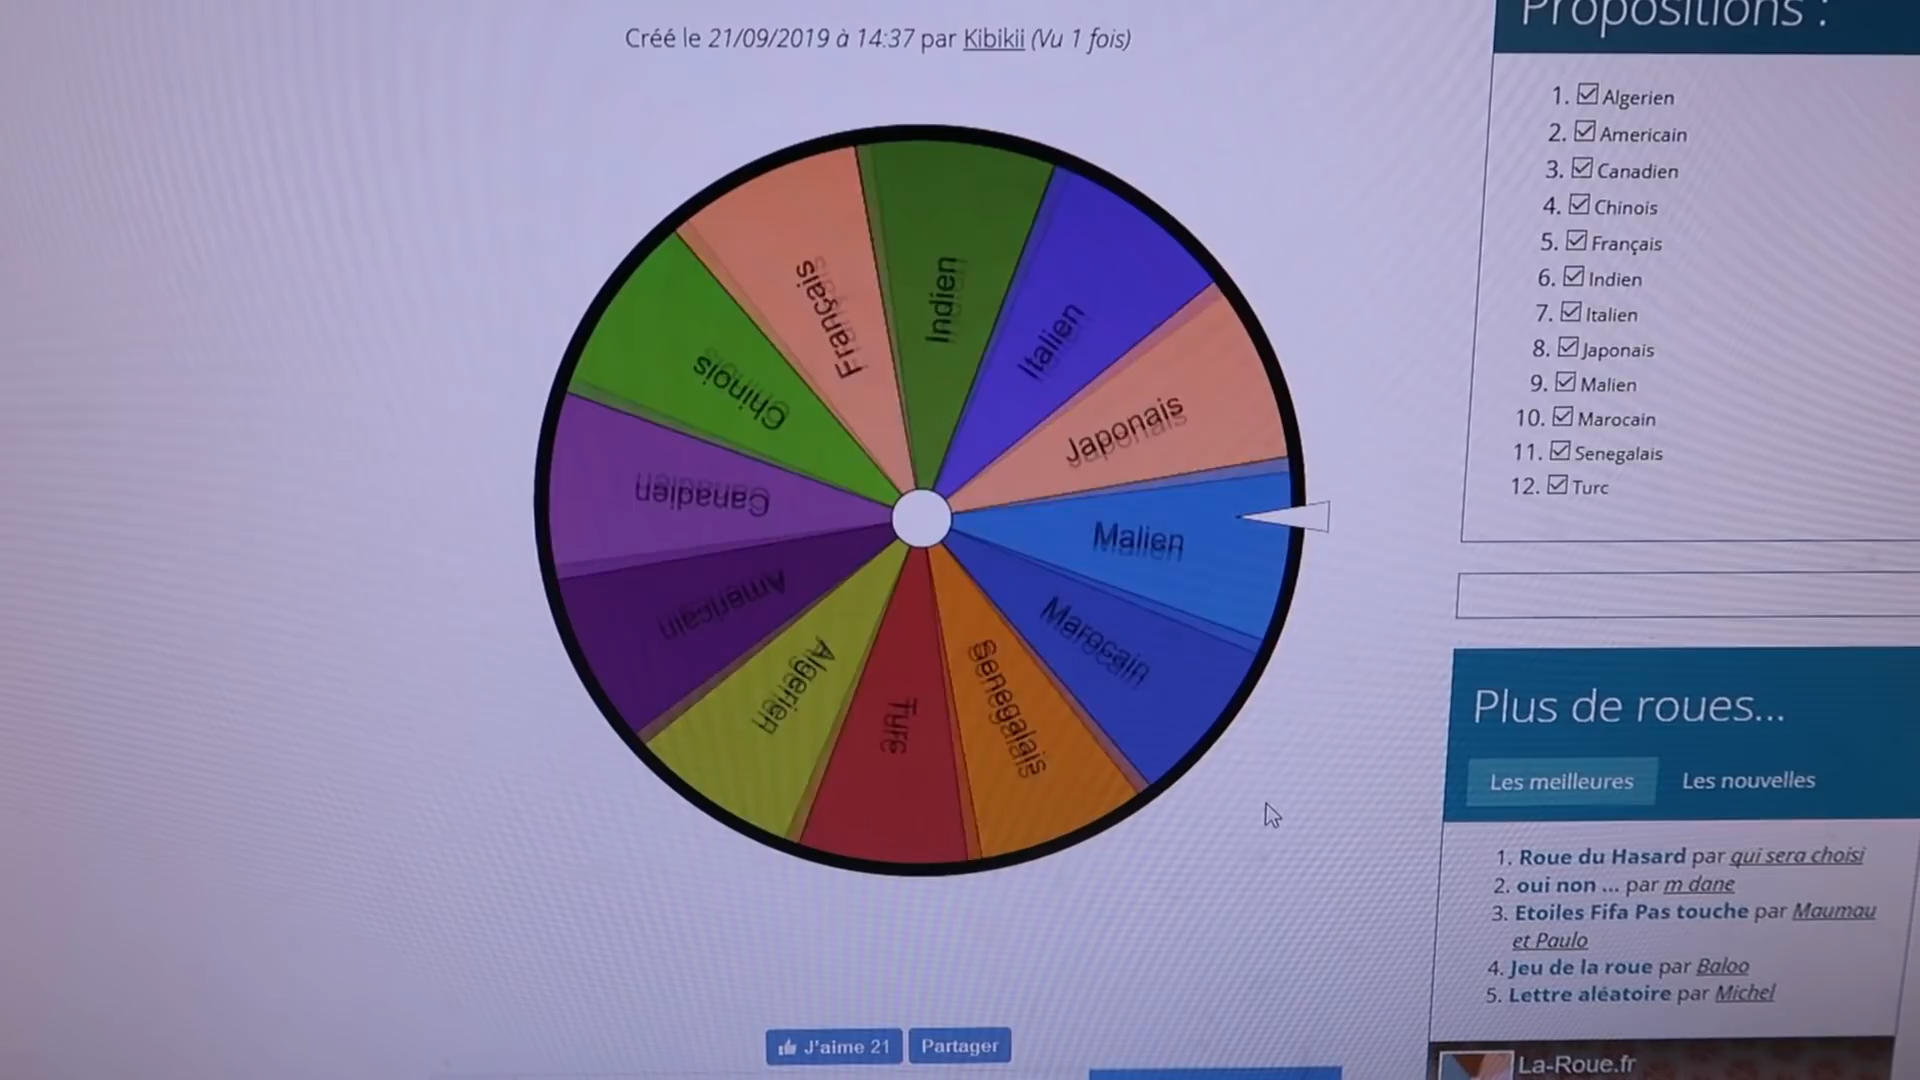 Créé le 21/09/2019 à 14:37 par Kibikii (Vu 1 fois)
Indien
Italien
Japonais
Malien
Marocain
Senegalais
Turc
Algerien
Americain
Canadien
Chinois
Français
J'aime 21
Partager
Propositions :
1. Algerien
2. Americain
3. Canadien
4. Chinois
5. Français
6. Indien
7. Italien
8. Japonais
9. Malien
10. Marocain
11. Senegalais
12. Turc
Plus de roues...
Les meilleures
Les nouvelles
1. Roue du Hasard par qui sera choisi
2. oui non ... par m dane
3. Etoiles Fifa Pas touche par Maumau
et Paulo
4. Jeu de la roue par Baloo
5. Lettre aléatoire par Michel
La-Roue.fr